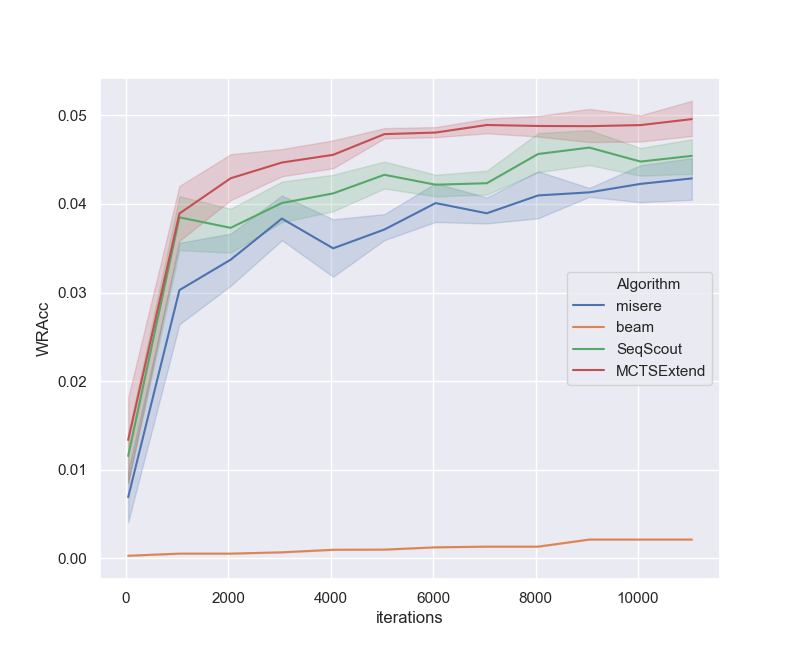 0.05
0.04
0.03
0.02
0.01
0.00
WRAcc
Algorithm
misere
beam
SeqScout
MCTSExtend
0 2000 4000 6000 8000 10000
iterations